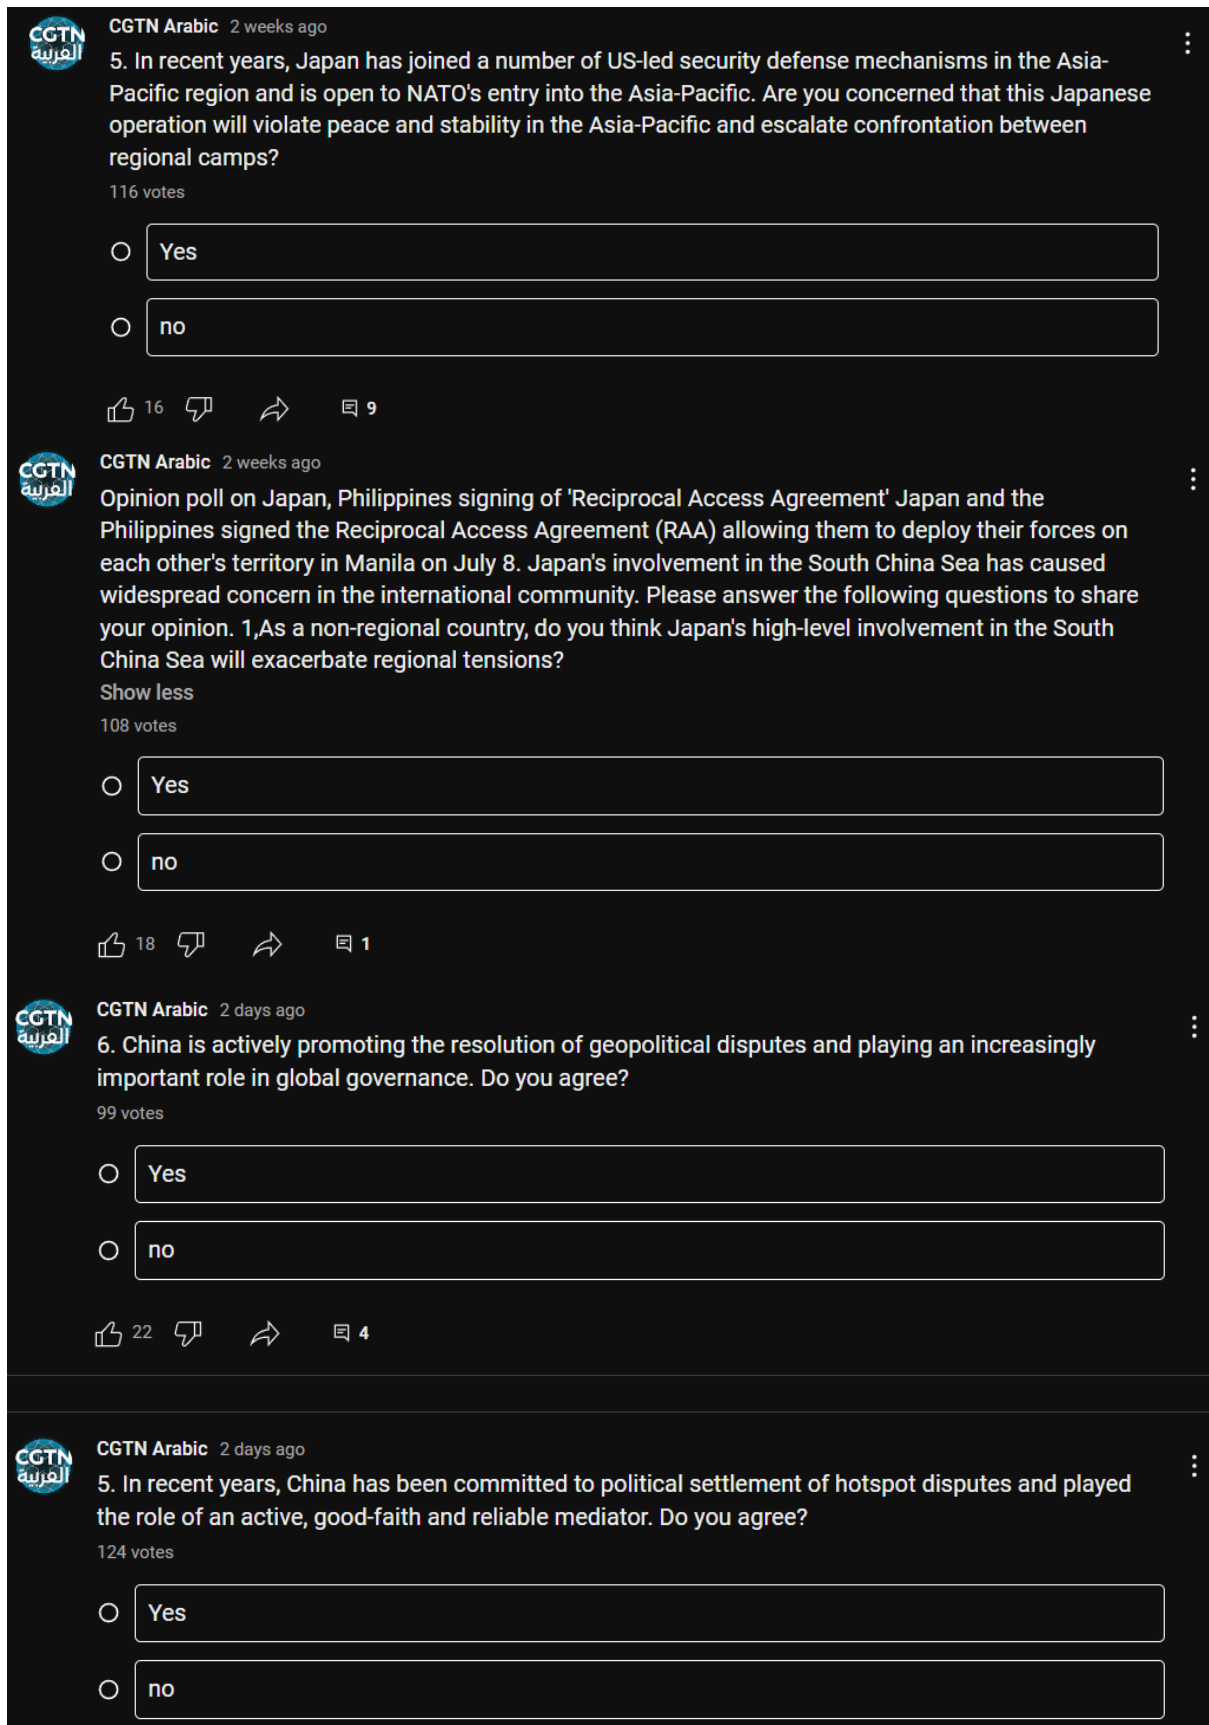 CGTN
العربية
CGTN Arabic 2 weeks ago
5. In recent years, Japan has joined a number of US-led security defense mechanisms in the Asia-
Pacific region and is open to NATO's entry into the Asia-Pacific. Are you concerned that this Japanese
operation will violate peace and stability in the Asia-Pacific and escalate confrontation between
regional camps?
116 votes
Yes
no
16 9
CGTN
العربية
CGTN Arabic 2 weeks ago
Opinion poll on Japan, Philippines signing of 'Reciprocal Access Agreement' Japan and the
Philippines signed the Reciprocal Access Agreement (RAA) allowing them to deploy their forces on
each other's territory in Manila on July 8. Japan's involvement in the South China Sea has caused
widespread concern in the international community. Please answer the following questions to share
your opinion. 1,As a non-regional country, do you think Japan's high-level involvement in the South
China Sea will exacerbate regional tensions?
Show less
108 votes
Yes
no
18 1
CGTN
العربية
CGTN Arabic 2 days ago
6. China is actively promoting the resolution of geopolitical disputes and playing an increasingly
important role in global governance. Do you agree?
99 votes
Yes
no
22 4
CGTN
العربية
CGTN Arabic 2 days ago
5. In recent years, China has been committed to political settlement of hotspot disputes and played
the role of an active, good-faith and reliable mediator. Do you agree?
124 votes
Yes
no